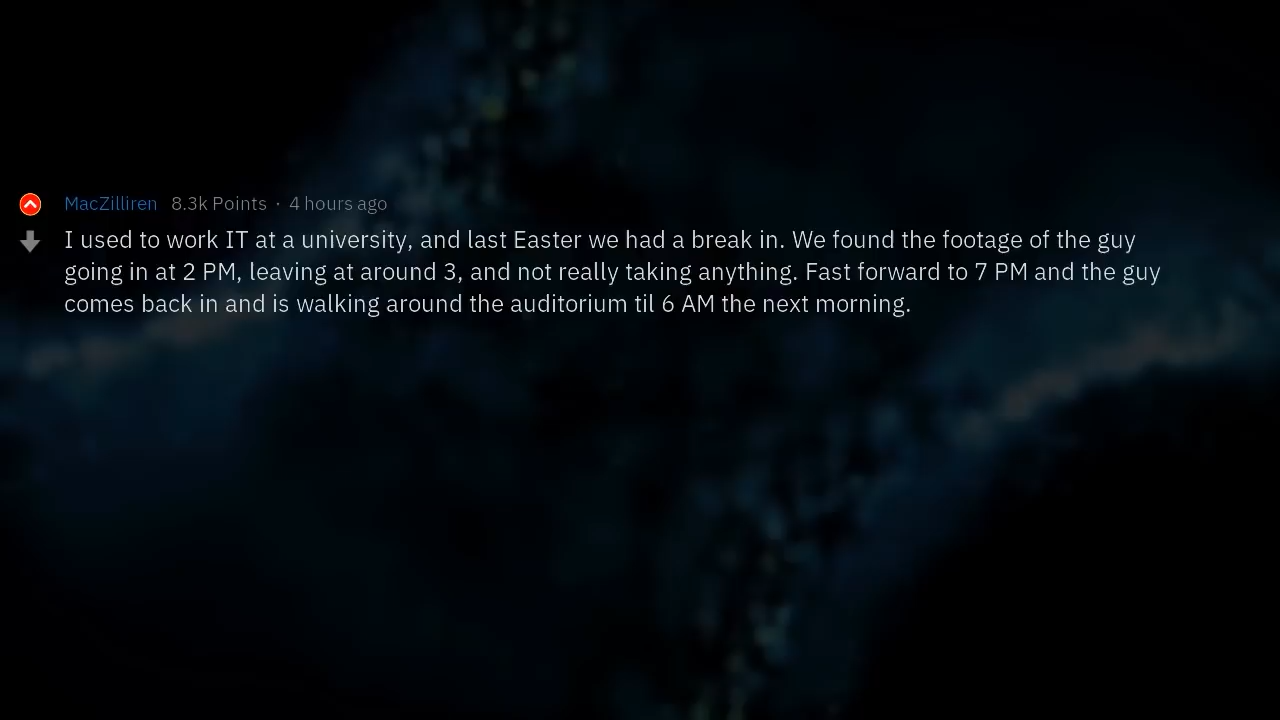 MacZilliren 8.3k Points · 4 hours ago
I used to work IT at a university, and last Easter we had a break in. We found the footage of the guy
going in at 2 PM, leaving at around 3, and not really taking anything. Fast forward to 7 PM and the guy
comes back in and is walking around the auditorium til 6 AM the next morning.